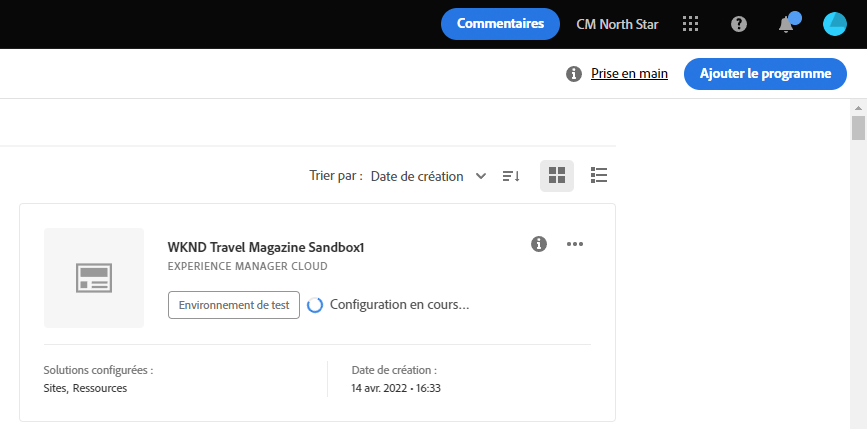 Commentaires CM North Star
Prise en main Ajouter le programme
Trier par : Date de création
WKND Travel Magazine Sandbox1
EXPERIENCE MANAGER CLOUD
Environnement de test Configuration en cours...
Solutions configurées : Date de création :
Sites, Ressources 14 avr. 2022 • 16:33